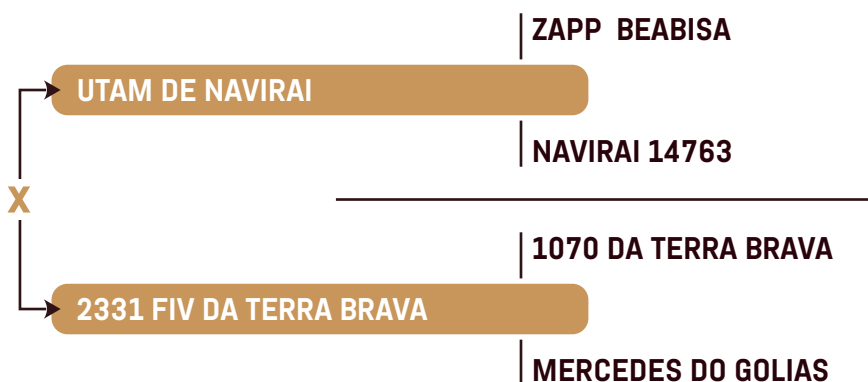 ZAPP BEABISA
UTAM DE NAVIRAI
NAVIRAI 14763
X
1070 DA TERRA BRAVA
2331 FIV DA TERRA BRAVA
MERCEDES DO GOLIAS